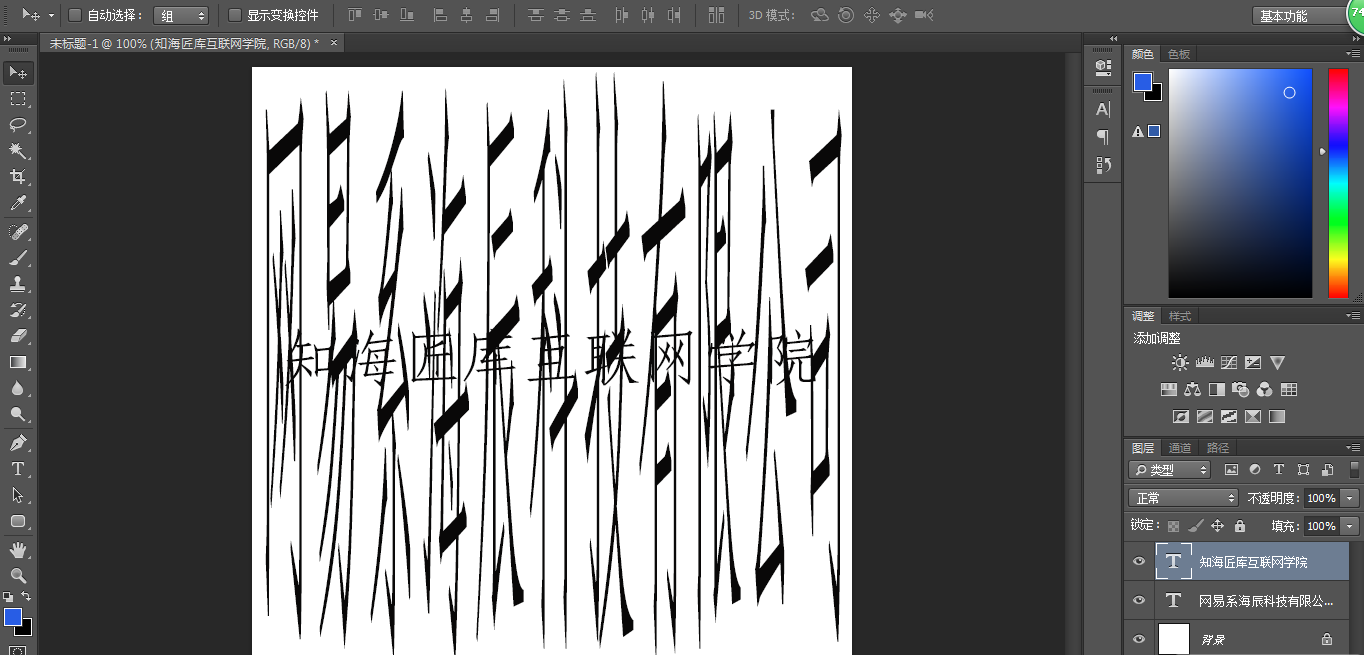 自动选择： 组 显示变换控件 3D 模式： 基本功能 74
未标题-1 @ 100% (知海匠库互联网学院, RGB/8) * ×
颜色 色板
网易系海辰科技有限公司
知海匠库互联网学院
调整 样式
添加调整
图层 通道 路径
类型
正常 不透明度： 100%
锁定： 填充： 100%
知海匠库互联网学院
网易系海辰科技有限公...
背景